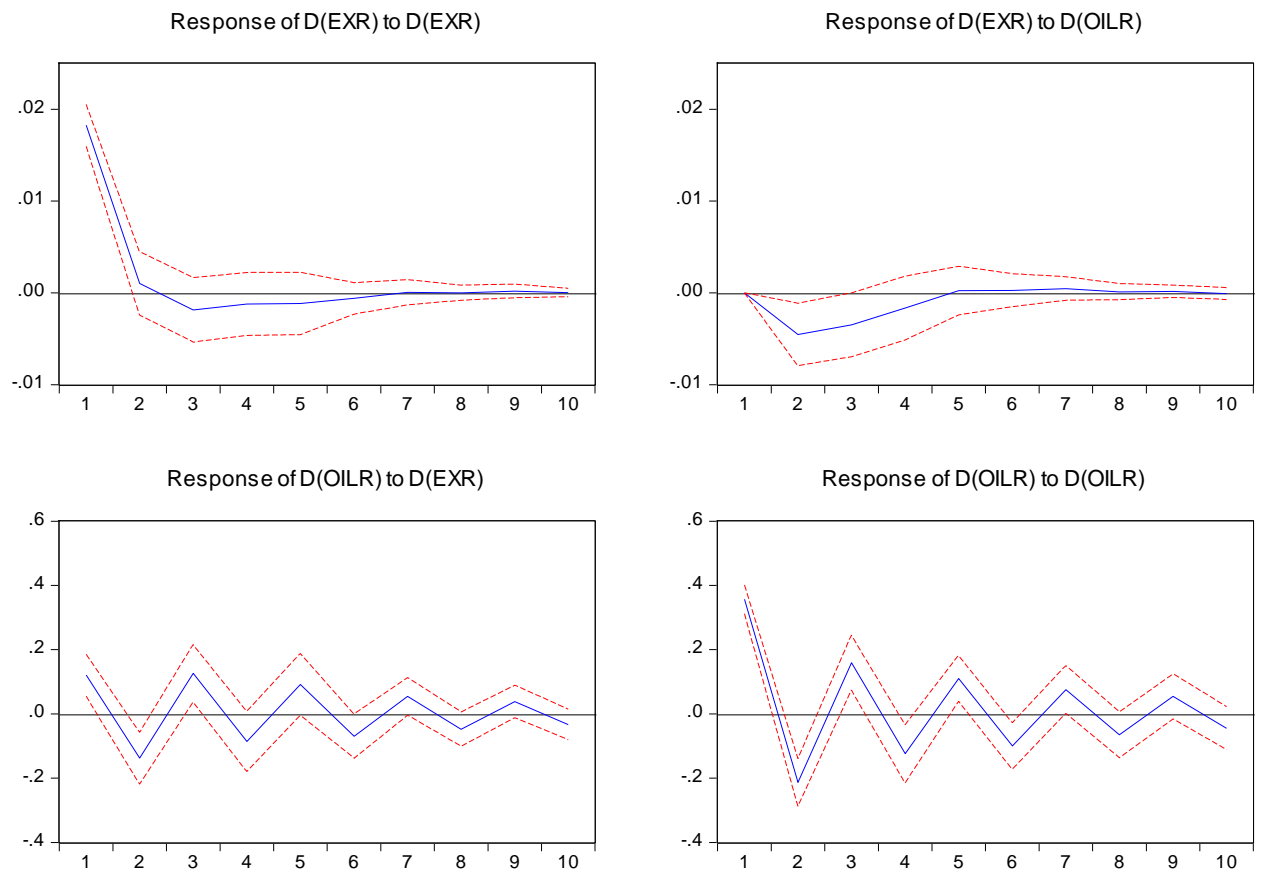 Response of D(EXR) to D(EXR)
.02
.01
.00
-.01
1 2 3 4 5 6 7 8 9 10
Response of D(EXR) to D(OILR)
.02
.01
.00
-.01
1 2 3 4 5 6 7 8 9 10
Response of D(OILR) to D(EXR)
.6
.4
.2
.0
-.2
-.4
1 2 3 4 5 6 7 8 9 10
Response of D(OILR) to D(OILR)
.6
.4
.2
.0
-.2
-.4
1 2 3 4 5 6 7 8 9 10